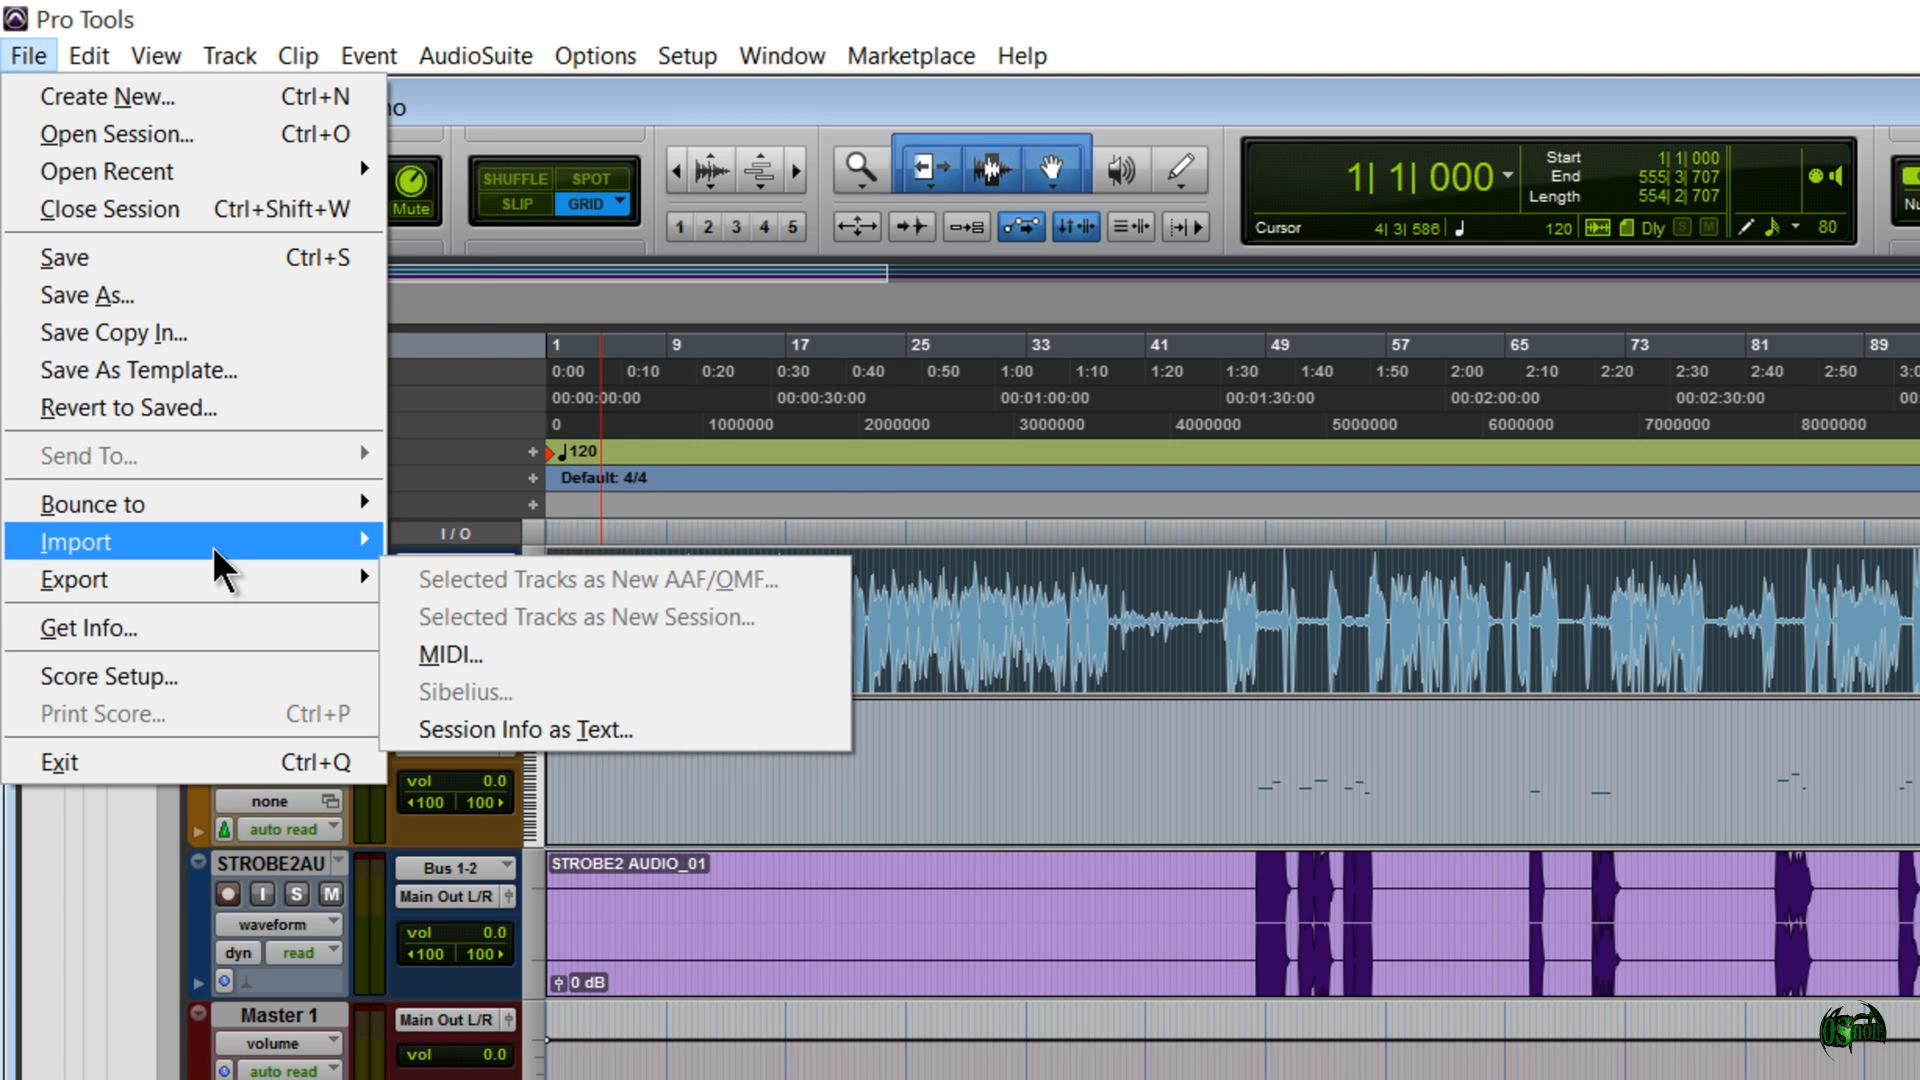 Pro Tools
File Edit View Track Clip Event AudioSuite Options Setup Window Marketplace Help
Create New... Ctrl+N
Open Session... Ctrl+O
Open Recent
Close Session Ctrl+Shift+W
Save Ctrl+S
Save As...
Save Copy In...
Save As Template...
Revert to Saved...
Send To...
Bounce to
Import
Export
Get Info...
Score Setup...
Print Score... Ctrl+P
Exit Ctrl+Q
Selected Tracks as New AAF/OMF...
Selected Tracks as New Session...
MIDI...
Sibelius...
Session Info as Text...
Mute
SHUFFLE SPOT
SLIP GRID
1 2 3 4 5
1| 1| 000
Start 1| 1| 000
End 555| 3| 707
Length 554| 2| 707
Cursor 4| 3| 586 120 Dly S M 80
1 9 17 25 33 41 49 57 65 73 81 89
0:00 0:10 0:20 0:30 0:40 0:50 1:00 1:10 1:20 1:30 1:40 1:50 2:00 2:10 2:20 2:30 2:40 2:50
00:00:00:00 00:00:30:00 00:01:00:00 00:01:30:00 00:02:00:00 00:02:30:00
0 1000000 2000000 3000000 4000000 5000000 6000000 7000000 8000000
120
Default: 4/4
I / O
vol 0.0
100 100
none
auto read
STROBE2AU
I S M
waveform
dyn read
Bus 1-2
Main Out L/R
vol 0.0
100 100
STROBE2 AUDIO_01
0 dB
Master 1
volume
auto read
Main Out L/R
vol 0.0